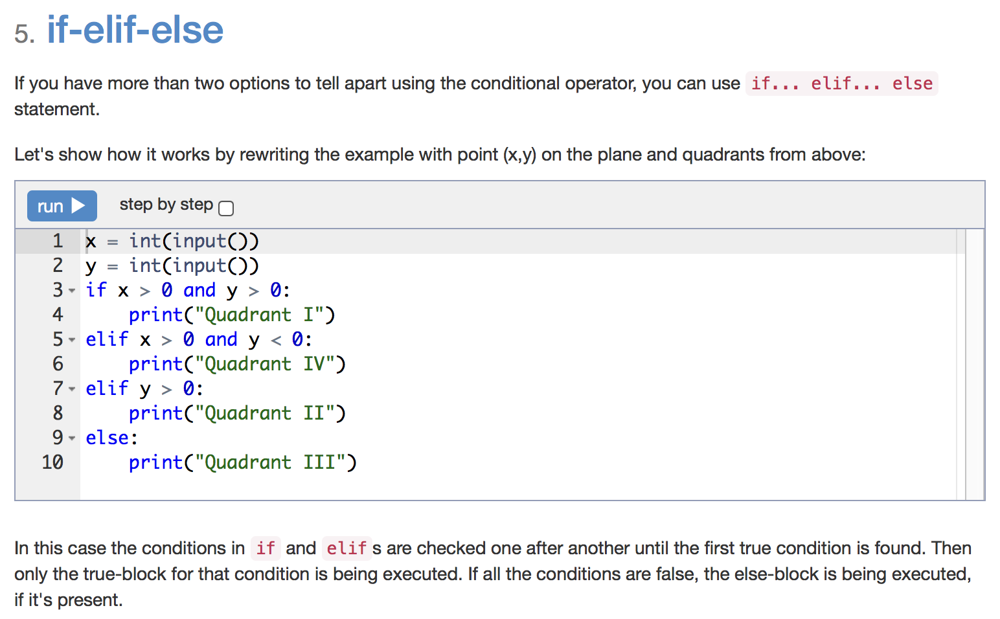 5. if-elif-else
If you have more than two options to tell apart using the conditional operator, you can use if... elif... else
statement.
Let's show how it works by rewriting the example with point (x,y) on the plane and quadrants from above:
run step by step
1 x = int(input())
2 y = int(input())
3 if x > 0 and y > 0:
4     print("Quadrant I")
5 elif x > 0 and y < 0:
6     print("Quadrant IV")
7 elif y > 0:
8     print("Quadrant II")
9 else:
10     print("Quadrant III")
In this case the conditions in if and elif s are checked one after another until the first true condition is found. Then
only the true-block for that condition is being executed. If all the conditions are false, the else-block is being executed,
if it's present.